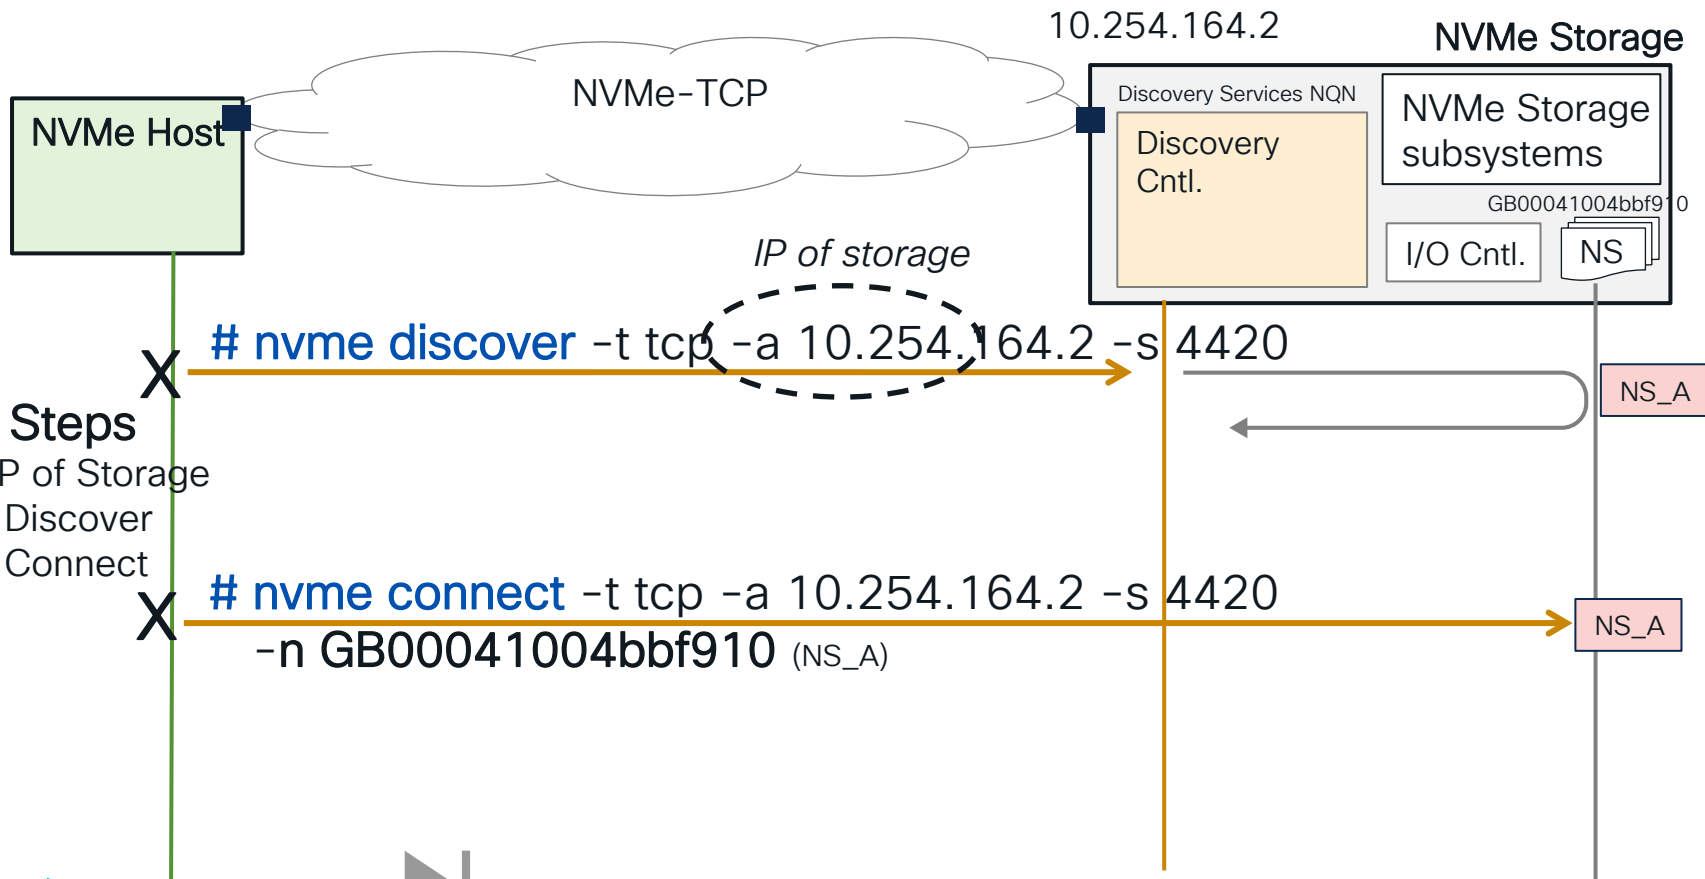 10.254.164.2
NVMe Storage
NVMe-TCP
NVMe Host
Discovery Services NQN
Discovery
Cntl.
NVMe Storage
subsystems
GB00041004bbf910
I/O Cntl.
NS
IP of storage
# nvme discover -t tcp -a 10.254.164.2 -s 4420
X
NS_A
Steps
P of Storage
Discover
Connect
# nvme connect -t tcp -a 10.254.164.2 -s 4420
X
NS_A
-n GB00041004bbf910 (NS_A)